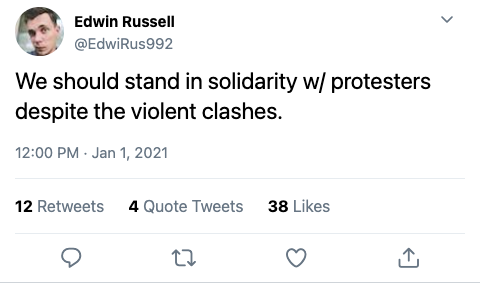 Edwin Russell
@EdwiRus992
We should stand in solidarity w/ protesters
despite the violent clashes.
12:00 PM · Jan 1, 2021
12 Retweets 4 Quote Tweets 38 Likes